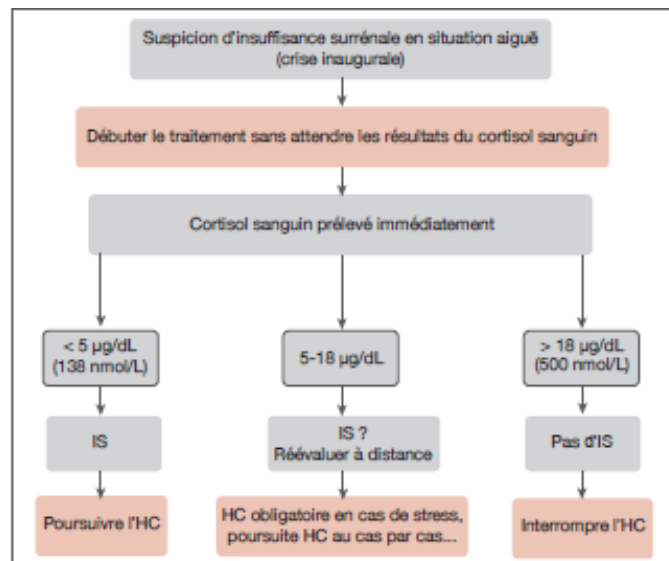 Suspicion d'insuffisance surrénale en situation aiguë
(crise inaugurale)
Débuter le traitement sans attendre les résultats du cortisol sanguin
Cortisol sanguin prélevé immédiatement
< 5 µg/dL
(138 nmol/L)
5-18 µg/dL
> 18 µg/dL
(500 nmol/L)
IS
IS ?
Réévaluer à distance
Pas d'IS
Poursuivre l'HC
HC obligatoire en cas de stress,
poursuite HC au cas par cas...
Interrompre l'HC